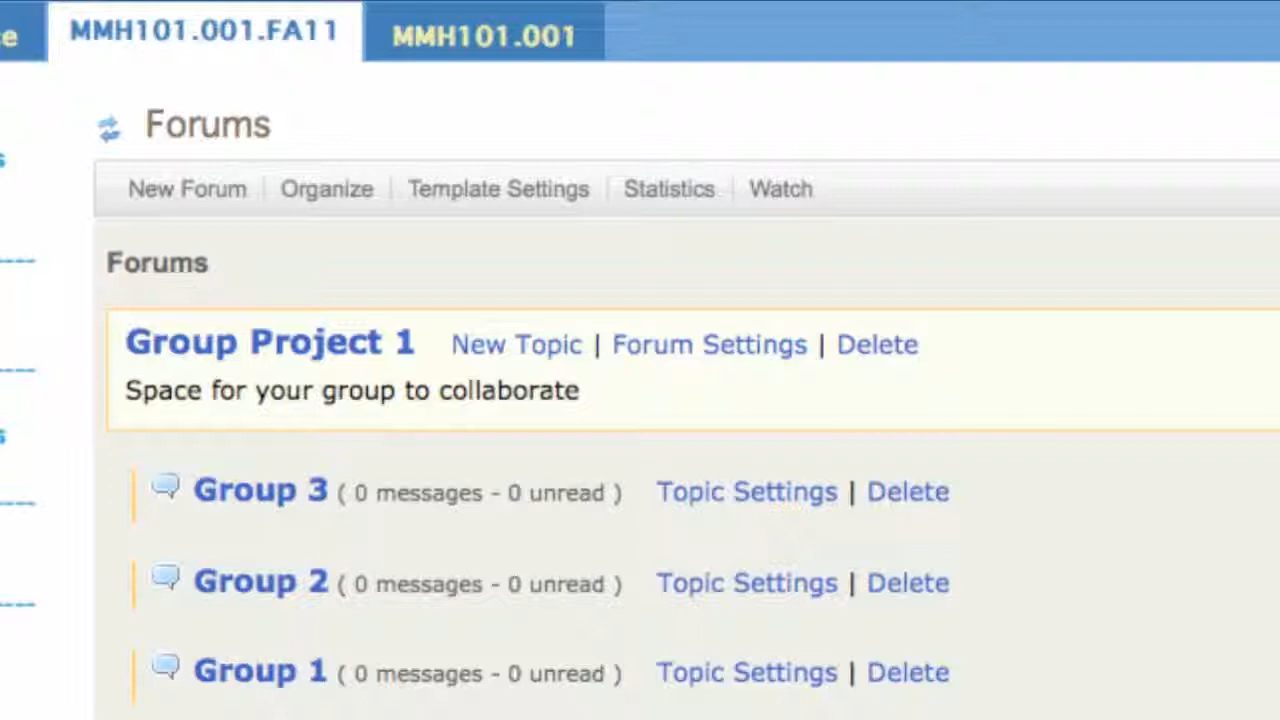 MMH101.001.FA11 MMH101.001
Forums
New Forum Organize Template Settings Statistics Watch
Forums
Group Project 1 New Topic | Forum Settings | Delete
Space for your group to collaborate
Group 3 ( 0 messages - 0 unread ) Topic Settings | Delete
Group 2 ( 0 messages - 0 unread ) Topic Settings | Delete
Group 1 ( 0 messages - 0 unread ) Topic Settings | Delete